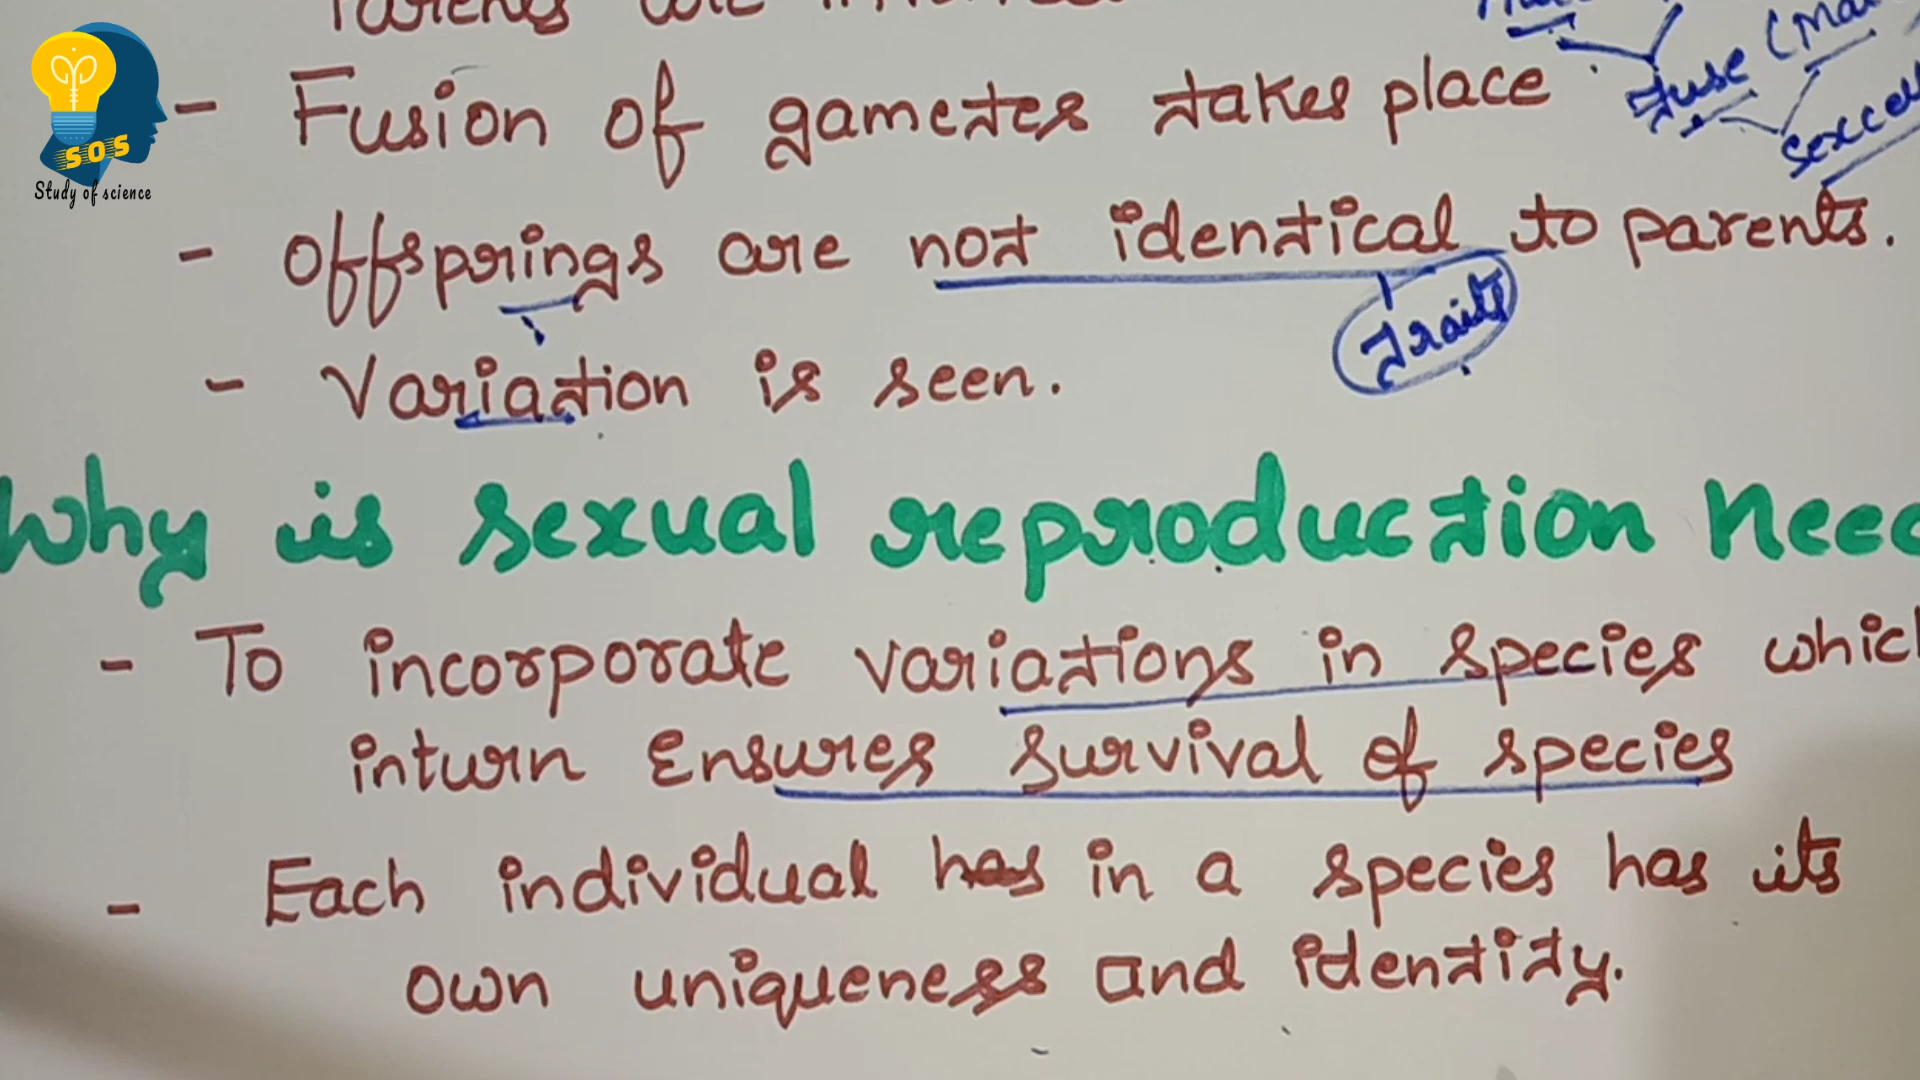 - Fusion of gametes takes place
fuse
- offsprings are not identical to parents.
traits
- Variation is seen.
Why is sexual reproduction
- To incorporate variations in species
inturn Ensures survival of species
- Each individual has in a species has its
own uniqueness and identity.
SOS
Study of science